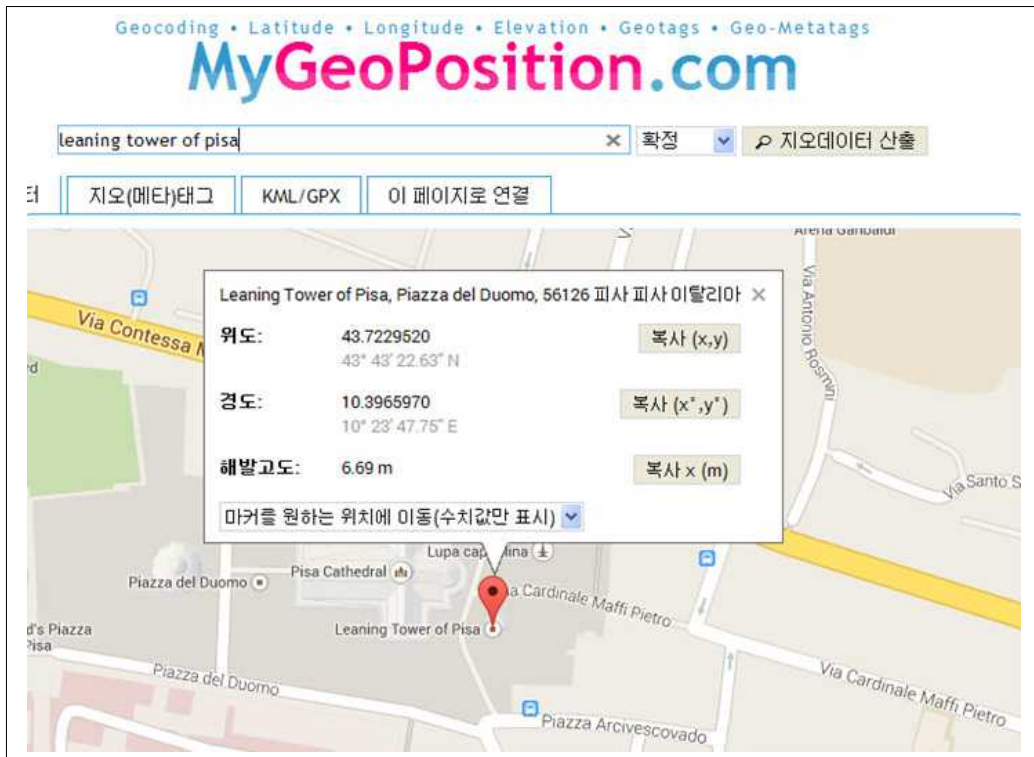 Geocoding • Latitude • Longitude • Elevation • Geotags • Geo-Metatags
MyGeoPosition.com
leaning tower of pisa
확정
지오데이터 산출
터
지오(메타)태그
KML/GPX
이 페이지로 연결
Arena Garibaldi
Via Antonio Rosmini
Via Contessa M
Leaning Tower of Pisa, Piazza del Duomo, 56126 피사 피사 이탈리아
위도: 43.7229520 복사 (x,y)
43° 43' 22.63" N
경도: 10.3965970 복사 (x°,y°)
10° 23' 47.75" E
해발고도: 6.69 m 복사 x (m)
마커를 원하는 위치에 이동(수치값만 표시)
Via Santo S
Lupa cap lina
Pisa Cathedral
Piazza del Duomo
a Cardinale Maffi Pietro
Leaning Tower of Pisa
d's Piazza
Pisa
Piazza del Duomo
Via Cardinale Maffi Pietro
Piazza Arcivescovado